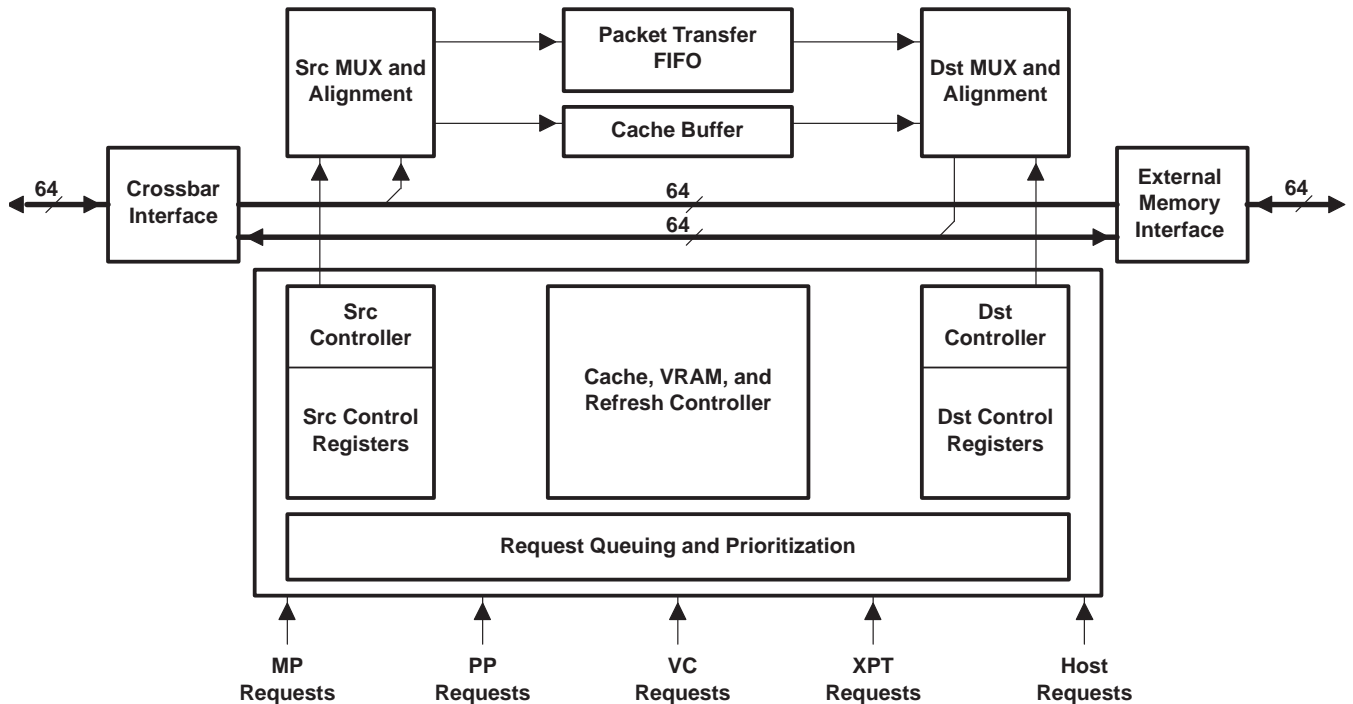 Packet Transfer
FIFO
Src MUX and
Alignment
Dst MUX and
Alignment
Cache Buffer
64
Crossbar
Interface
64
64
External
Memory
Interface
64
Src
Controller
Src Control
Registers
Cache, VRAM, and
Refresh Controller
Dst
Controller
Dst Control
Registers
Request Queuing and Prioritization
MP
Requests
PP
Requests
VC
Requests
XPT
Requests
Host
Requests